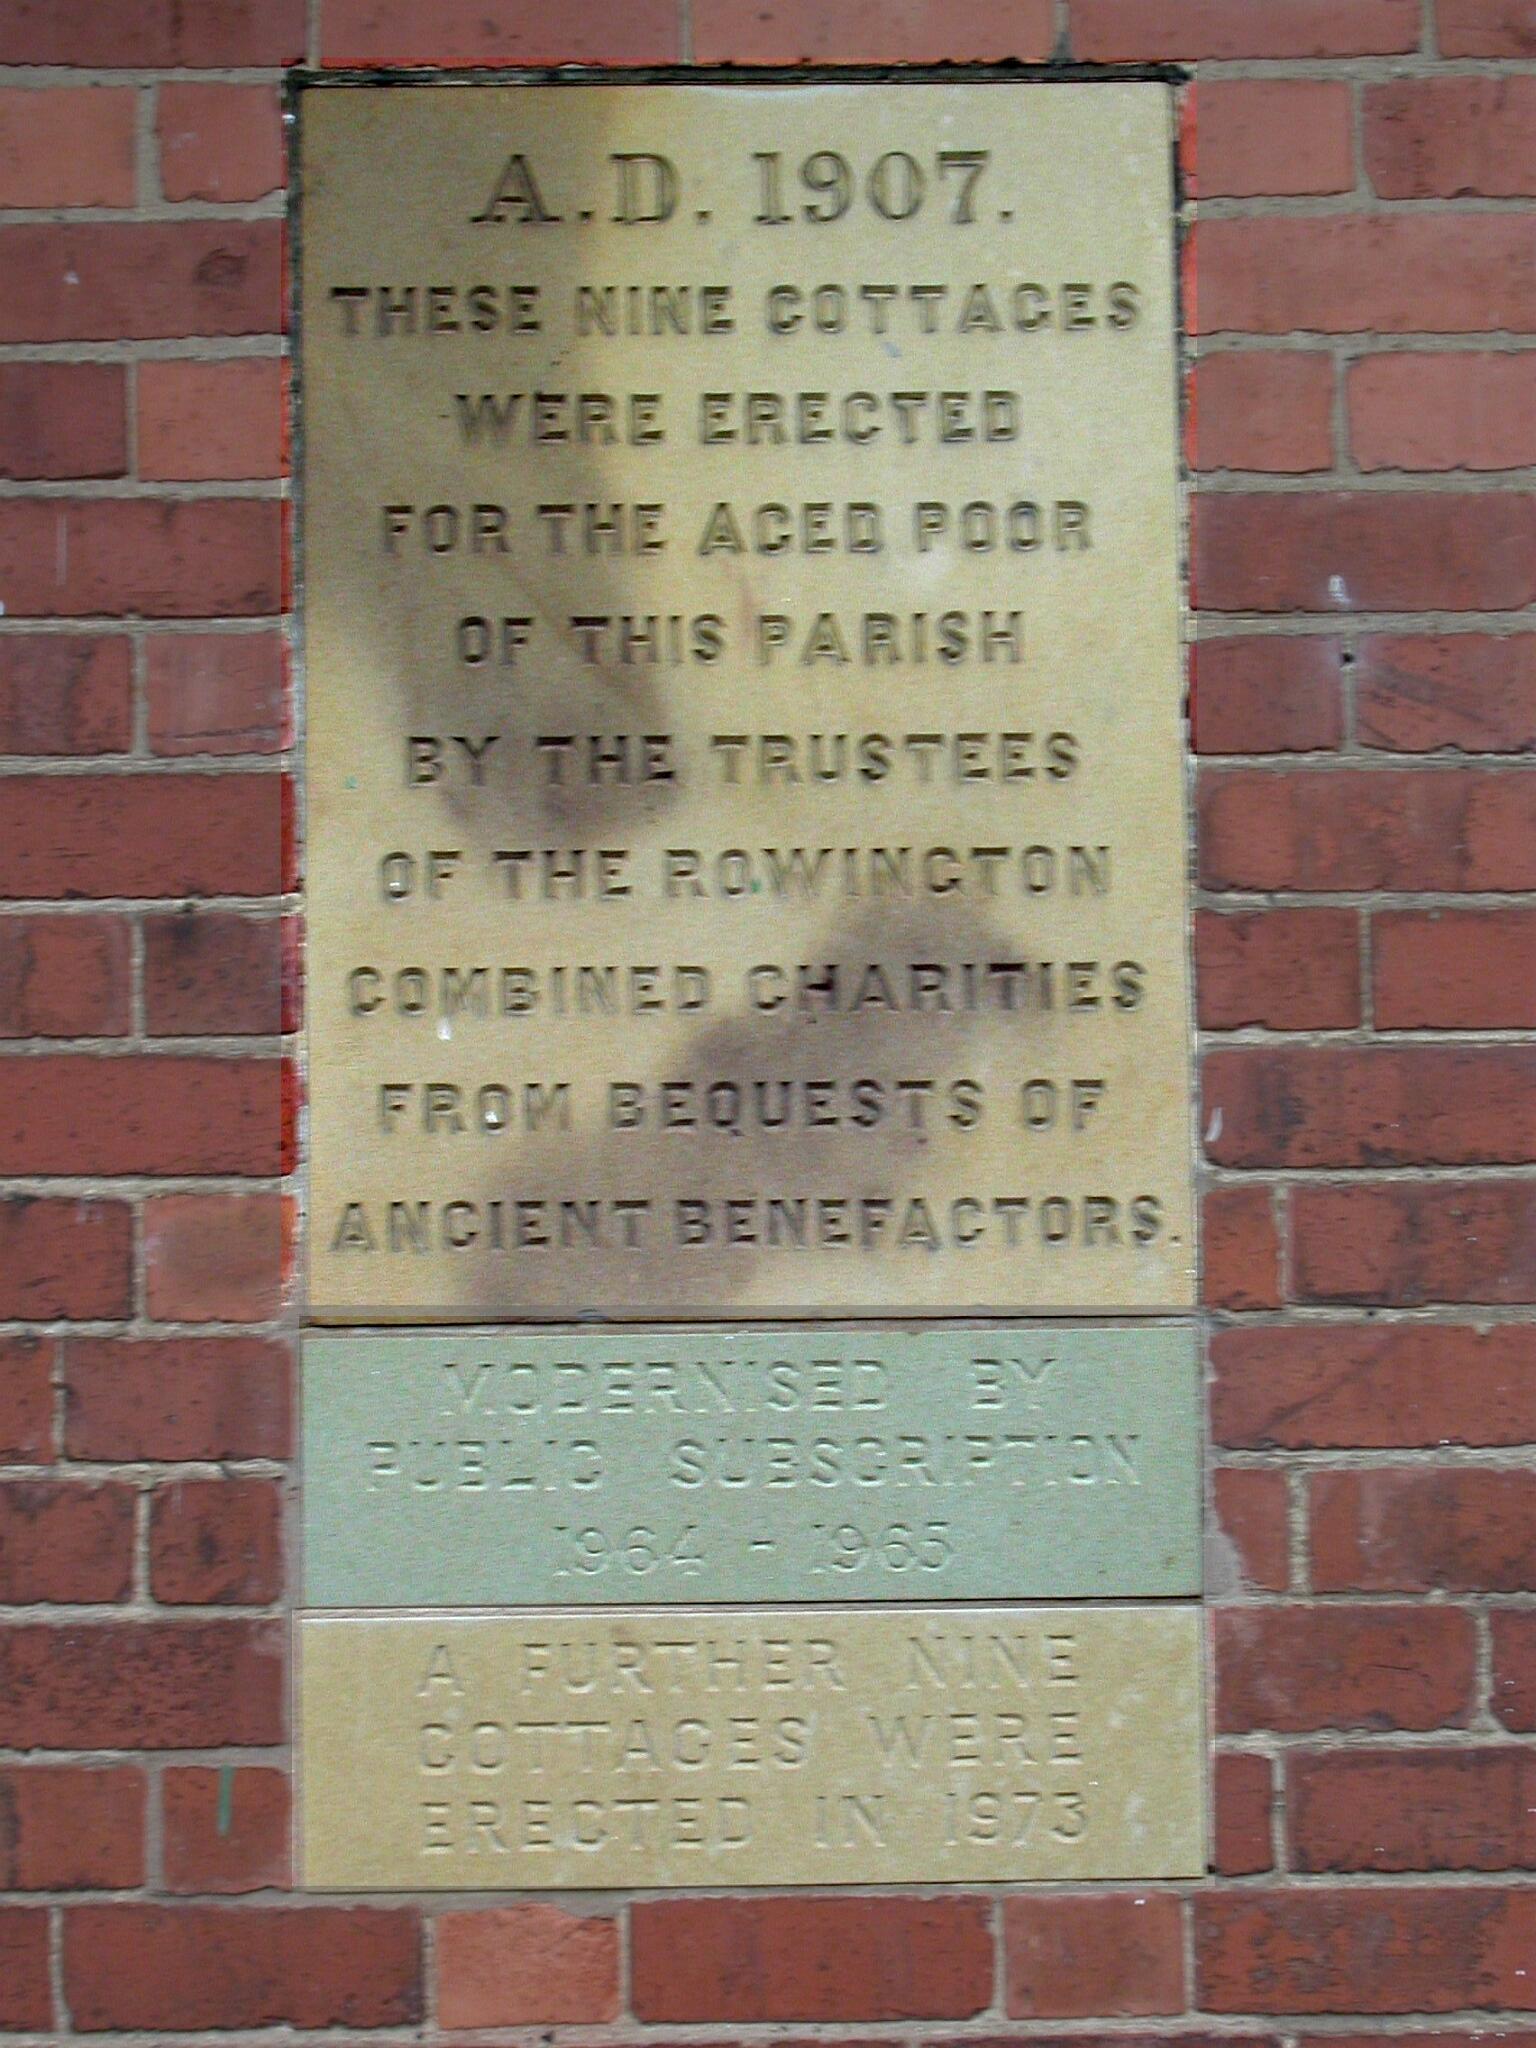 A.D. 1907.
THESE NINE COTTAGES
WERE ERECTED
FOR THE AGED POOR
OF THIS PARISH
BY THE TRUSTEES
OF THE ROWINGTON
COMBINED CHARITIES
FROM BEQUESTS OF
ANCIENT BENEFACTORS.
MODERNISED BY
PUBLIC SUBSCRIPTION
1964 - 1965
A FURTHER NINE
COTTAGES WERE
ERECTED IN 1973